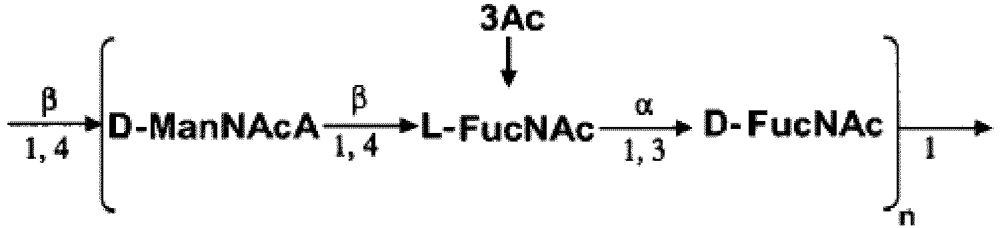 3Ac
β β α
D-ManNAcA L-FucNAc D-FucNAc
1, 4 1, 4 1, 3 1
n